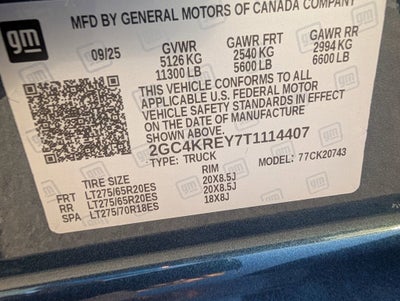 MFD BY GENERAL MOTORS OF CANADA COMPANY
gm
09/25 GVWR GAWR FRT GAWR RR
5126 KG 2540 KG 2994 KG
11300 LB 5600 LB 6600 LB
THIS VEHICLE CONFORMS TO ALL
APPLICABLE U.S. FEDERAL MOTOR
VEHICLE SAFETY STANDARDS IN EFFECT
ON THE DATE OF MANUFACTURE
SHOWN ABOVE.
2GC4KREY7T1114407
TYPE: TRUCK MODEL: 77CK20743
TIRE SIZE RIM
FRT LT275/65R20ES 20X8.5J
RR LT275/65R20ES 20X8.5J
SPA LT275/70R18ES 18X8J